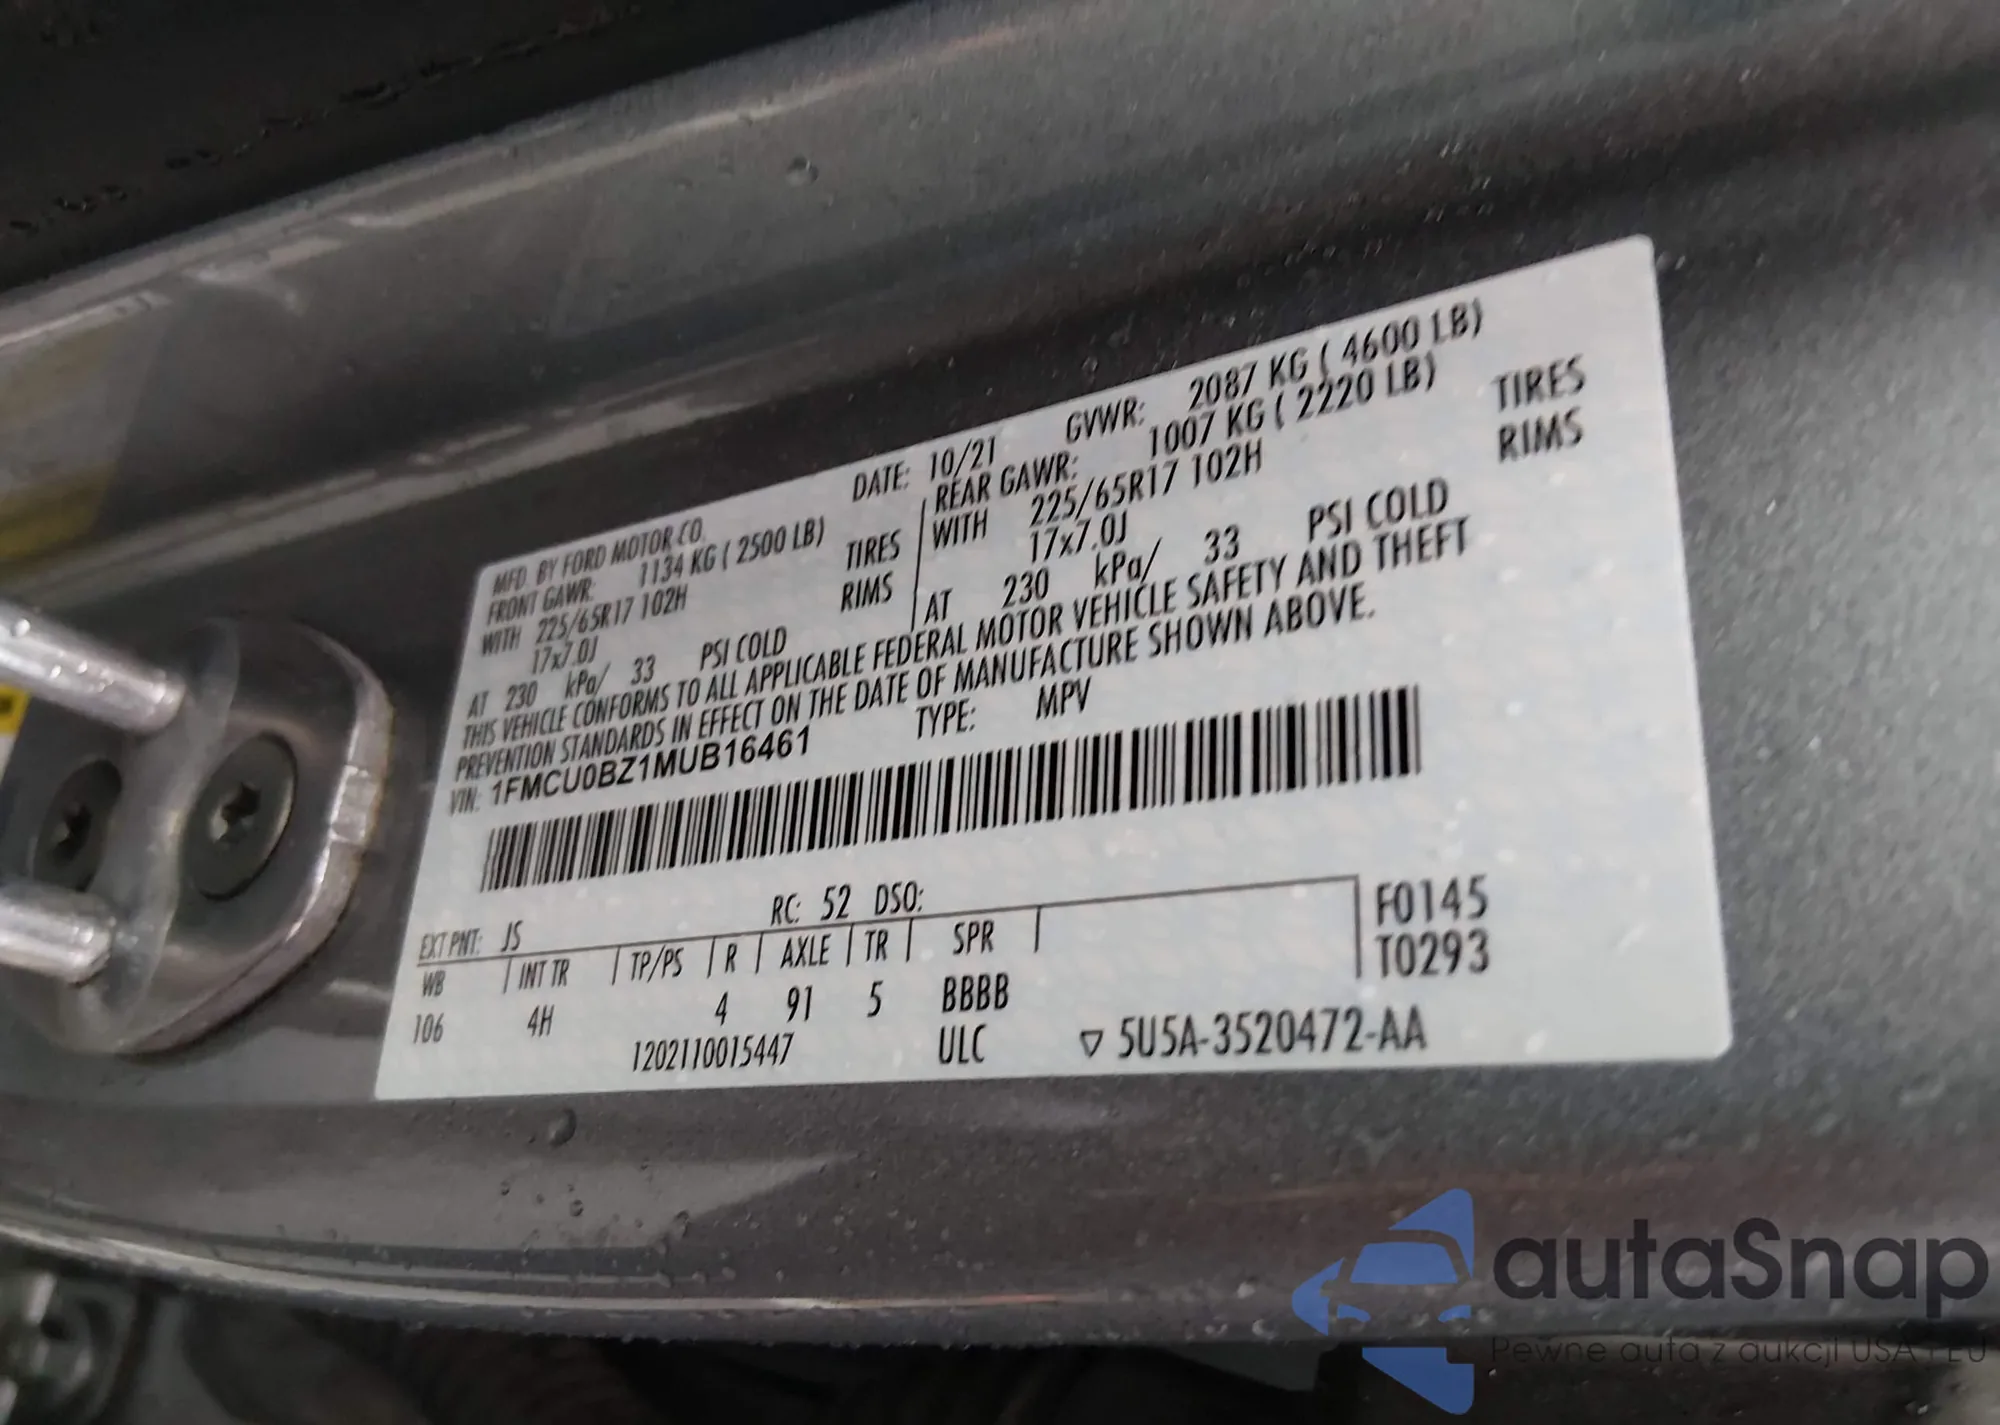 MFD. BY FORD MOTOR CO. DATE: 10/21 GVWR: 2087 KG ( 4600 LB)
FRONT GAWR: 1134 KG ( 2500 LB) REAR GAWR: 1007 KG ( 2220 LB)
WITH 225/65R17 102H TIRES WITH 225/65R17 102H TIRES
17x7.0J RIMS 17x7.0J RIMS
AT 230 kPa/ 33 PSI COLD AT 230 kPa/ 33 PSI COLD
THIS VEHICLE CONFORMS TO ALL APPLICABLE FEDERAL MOTOR VEHICLE SAFETY AND THEFT
PREVENTION STANDARDS IN EFFECT ON THE DATE OF MANUFACTURE SHOWN ABOVE.
VIN: 1FMCU0BZ1MUB16461 TYPE: MPV
EXT PNT: JS RC: 52 DSO: F0145
WB INT TR TP/PS R AXLE TR SPR T0293
106 4H 4 91 5 BBBB
1202110015447 ULC ▽ 5U5A-3520472-AA
autaSnap
Pewne auta z aukcji USA i EU